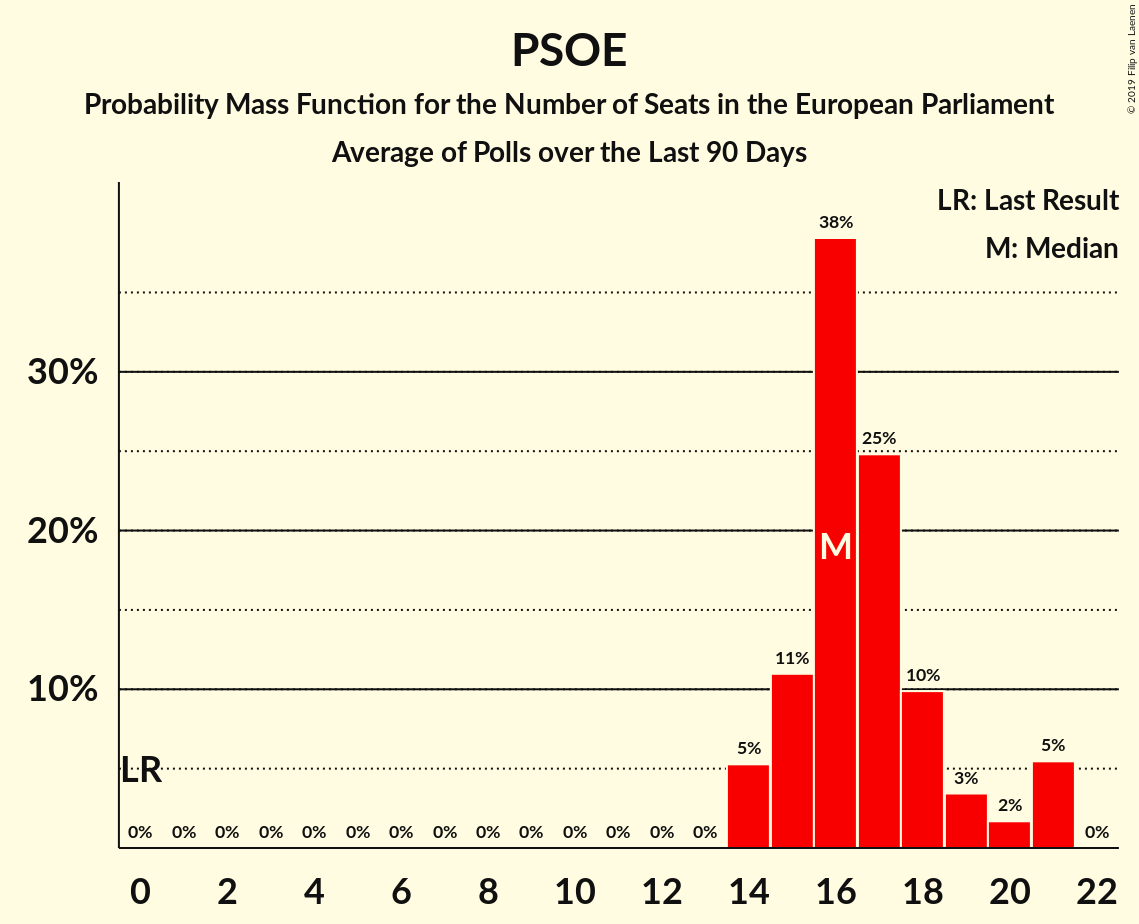 PSOE
Probability Mass Function for the Number of Seats in the European Parliament
Average of Polls over the Last 90 Days
© 2019 Filip van Laenen
LR: Last Result
M: Median
38%
30%
25%
20%
M
11%
10%
10%
5%
5%
LR
3%
2%
0% 0% 0% 0% 0% 0% 0% 0% 0% 0% 0% 0% 0% 0% 0%
0 2 4 6 8 10 12 14 16 18 20 22